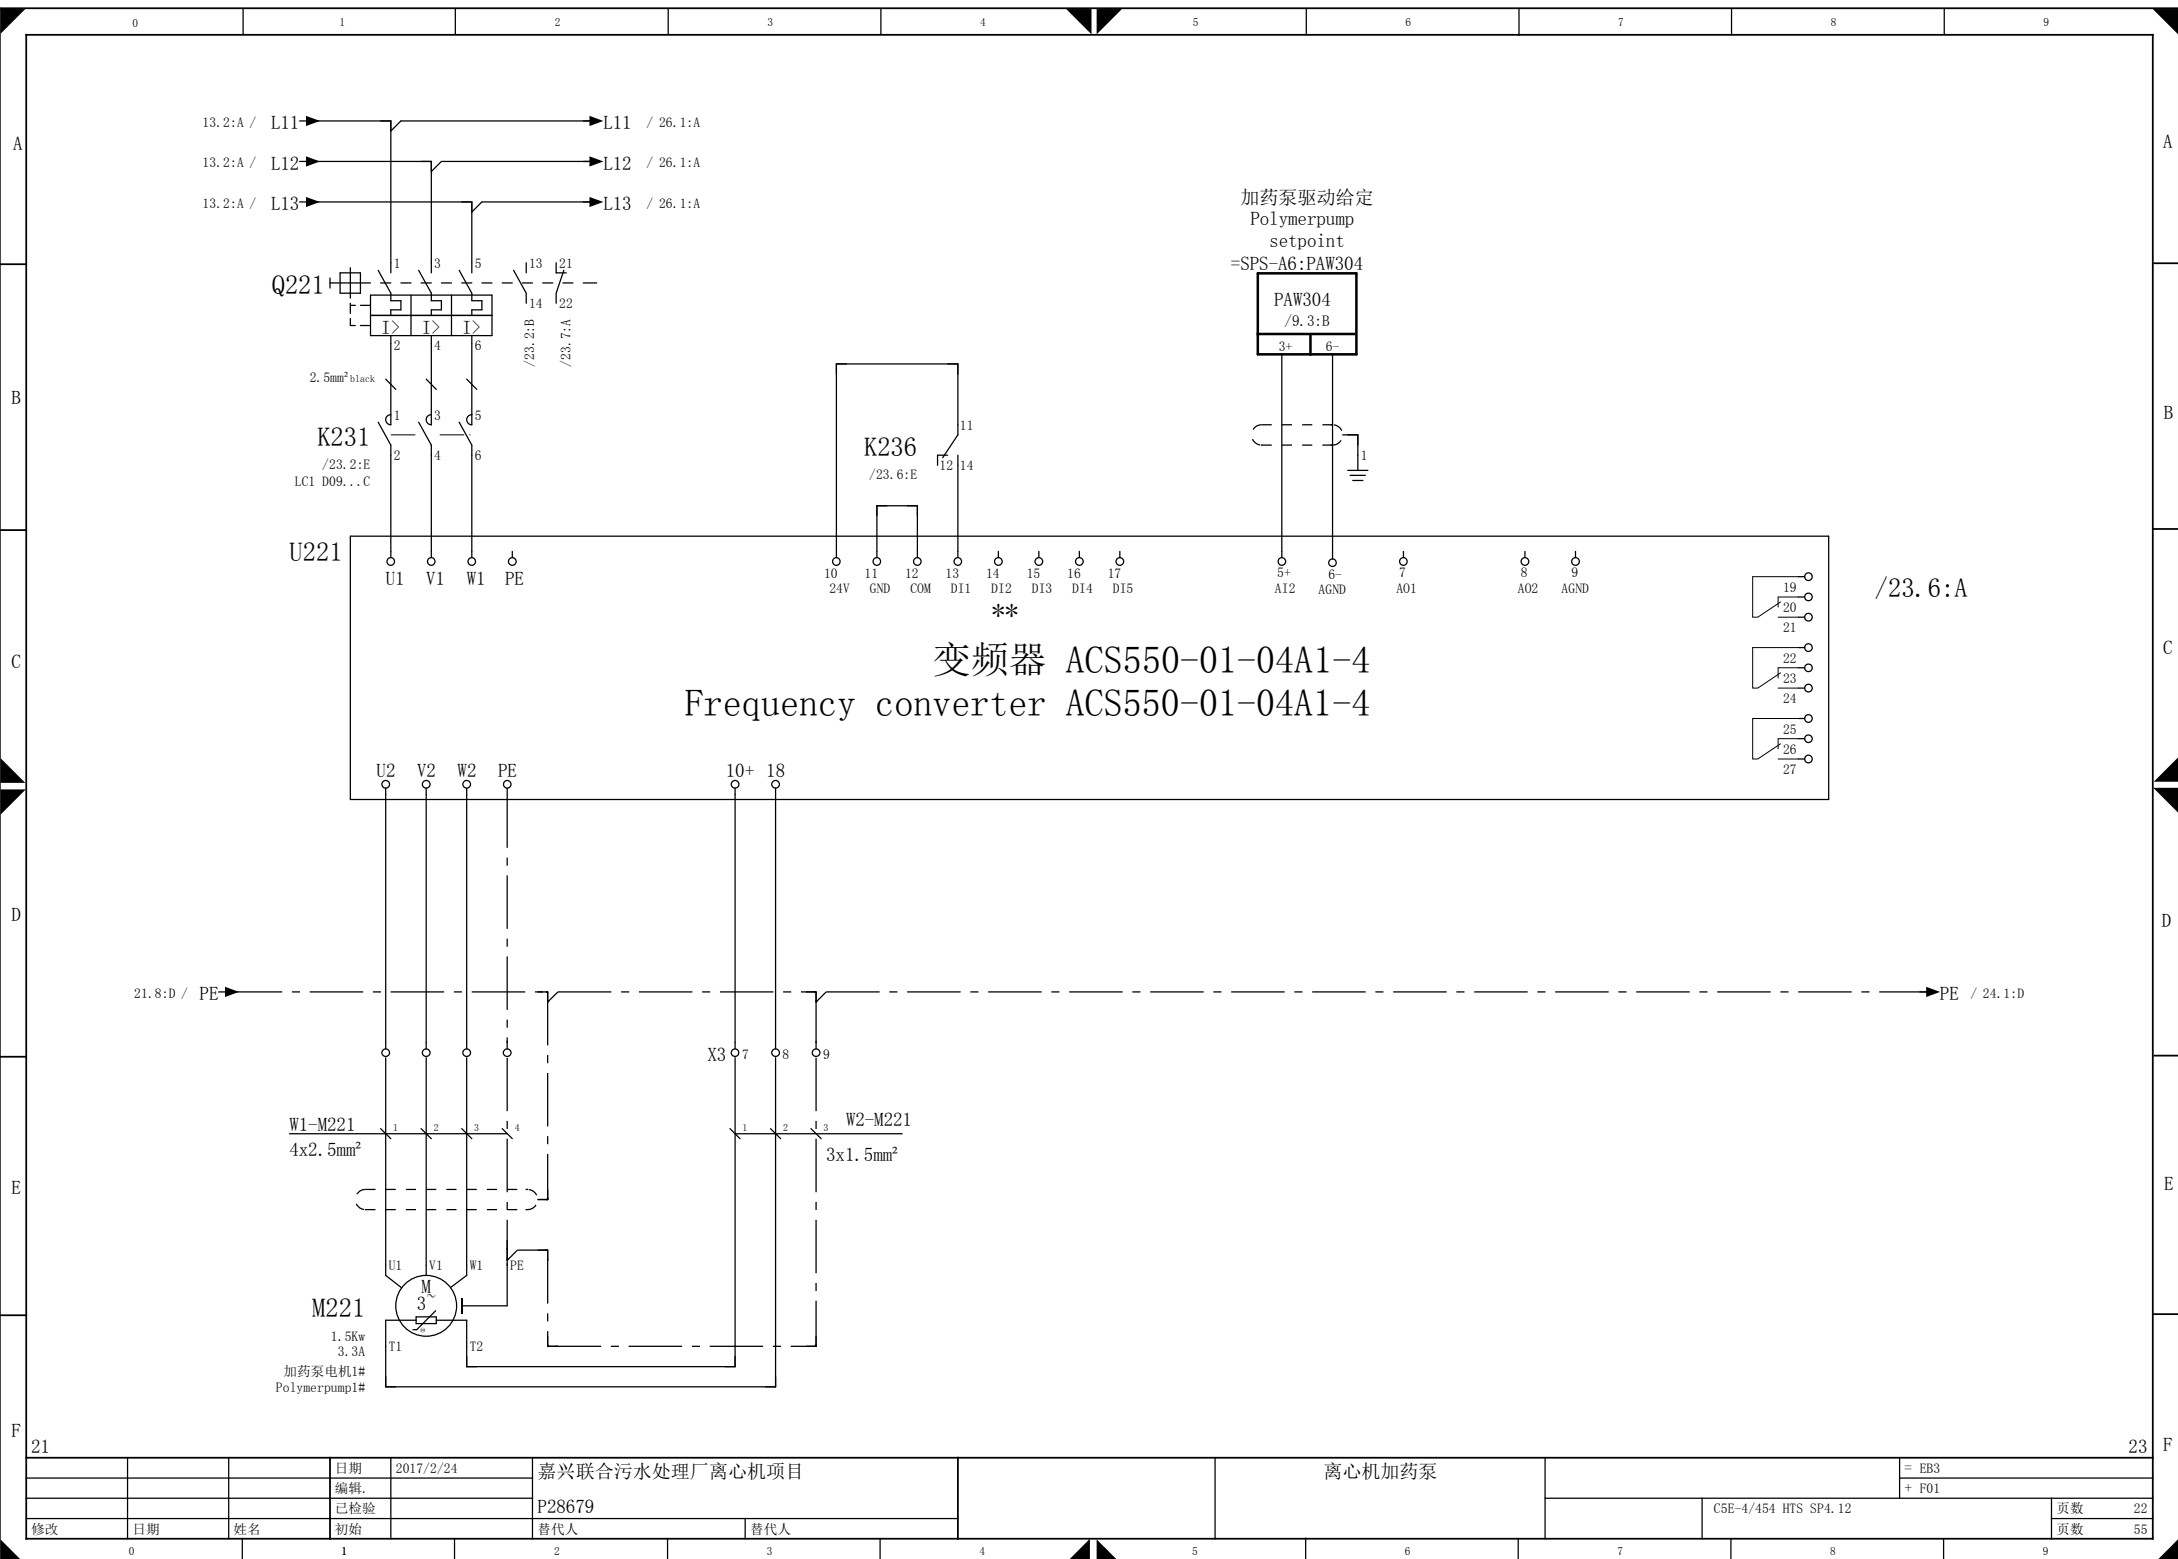 0 1 2 3 4 5 6 7 8 9
A
A
13.2:A / L11 L11 / 26.1:A
13.2:A / L12 L12 / 26.1:A
13.2:A / L13 L13 / 26.1:A
加药泵驱动给定
Polymerpump
setpoint
=SPS-A6:PAW304
PAW304
/9.3:B
3+ 6-
Q221
1 3 5 13 21
14 22
I> I> I>
2 4 6
/23.2:B
/23.7:A
2.5mm² black
B
B
K231
1 3 5
2 4 6
/23.2:E
LC1 D09...C
K236
/23.6:E
11
12 14
1
U221
U1 V1 W1 PE
10 11 12 13 14 15 16 17
24V GND COM DI1 DI2 DI3 DI4 DI5
**
5+ 6- 7 8 9
AI2 AGND AO1 AO2 AGND
19
20
21
22
23
24
25
26
27
/23.6:A
C
C
变频器 ACS550-01-04A1-4
Frequency converter ACS550-01-04A1-4
U2 V2 W2 PE 10+ 18
D
D
21.8:D / PE PE / 24.1:D
X3 7 8 9
W1-M221
4x2.5mm²
1 2 3 4
1 2 3
W2-M221
3x1.5mm²
E
E
U1 V1 W1 PE
M
3~
M221
1.5Kw
3.3A
T1 T2
加药泵电机1#
Polymerpump1#
F
F
21
23
日期 2017/2/24
编辑.
已检验
修改 日期 姓名 初始
嘉兴联合污水处理厂离心机项目
P28679
替代人 替代人
离心机加药泵
= EB3
+ F01
C5E-4/454 HTS SP4.12
页数 22
页数 55
0 1 2 3 4 5 6 7 8 9